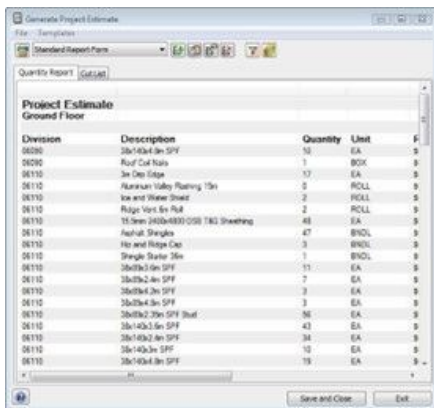 Generate Project Estimate
File Templates
Standard Report Form
Quantity Report Cut List
Project Estimate
Ground Floor
Division Description Quantity Unit
06090 38x140x4.8m SPF 10 EA
06090 Roof Coil Nails 1 BOX
06110 3m Drip Edge 17 EA
06110 Aluminum Valley Flashing 15m 0 ROLL
06110 Ice and Water Shield 2 ROLL
06110 Ridge Vent 6m Roll 2 ROLL
06110 15.5mm 2400x4800 OSB T&G Sheathing 48 EA
06110 Asphalt Shingles 47 BNDL
06110 Hip and Ridge Cap 3 BNDL
06110 Shingle Starter 36m 1 BNDL
06110 38x89x3.6m SPF 11 EA
06110 38x89x2.4m SPF 7 EA
06110 38x89x4.2m SPF 3 EA
06110 38x89x4.8m SPF 3 EA
06110 38x89x2.35m SPF Stud 56 EA
06110 38x140x3.6m SPF 43 EA
06110 38x140x2.4m SPF 34 EA
06110 38x140x3m SPF 10 EA
06110 38x140x4.8m SPF 19 EA
Save and Close Exit